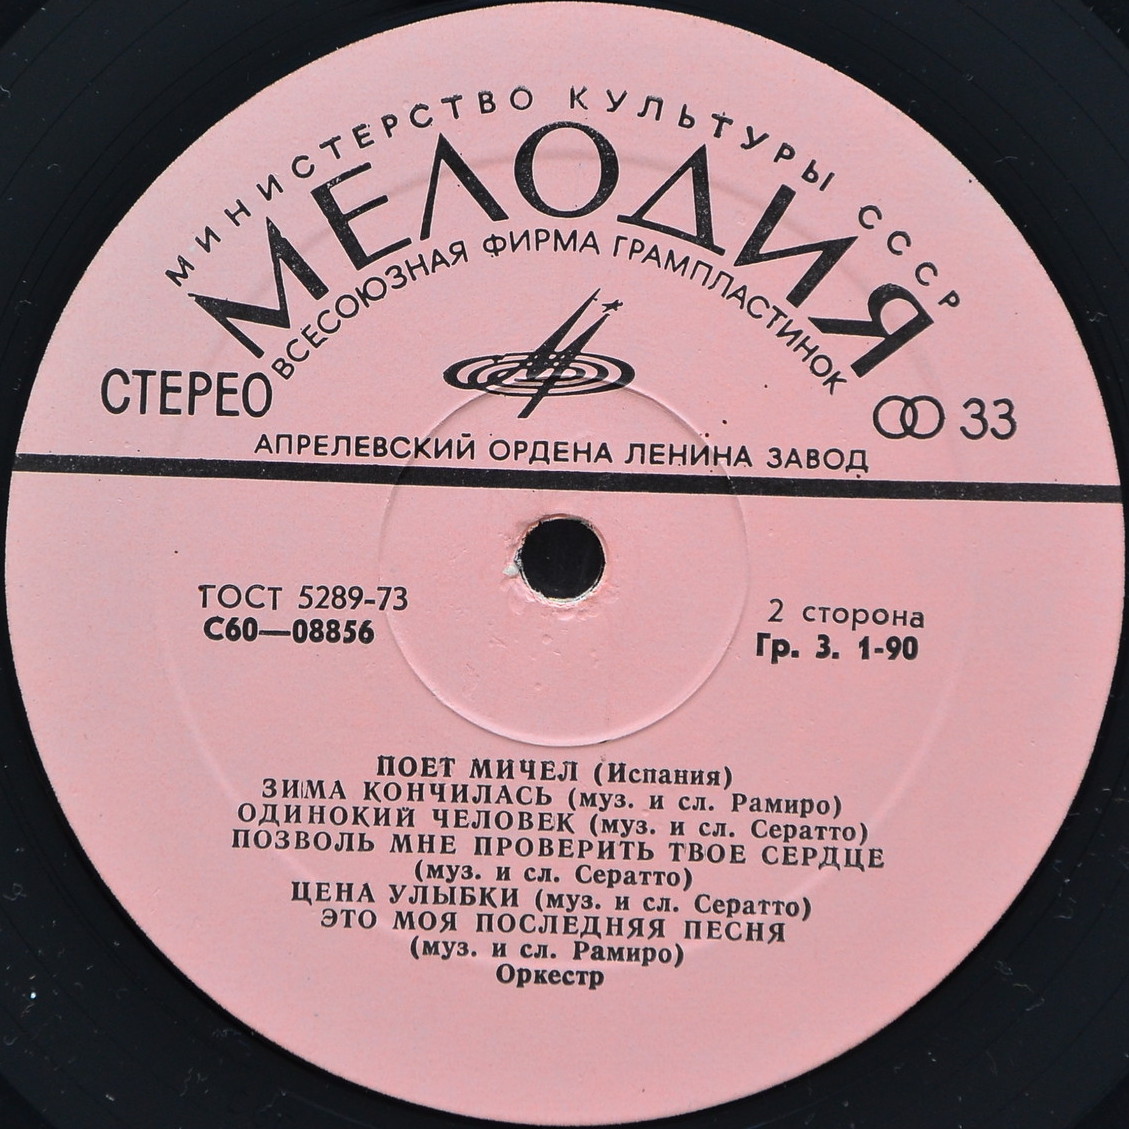 МИНИСТЕРСТВО КУЛЬТУРЫ СССР
МЕЛОДИЯ
ВСЕСОЮЗНАЯ ФИРМА ГРАМПЛАСТИНОК
СТЕРЕО
33
АПРЕЛЕВСКИЙ ОРДЕНА ЛЕНИНА ЗАВОД
ГОСТ 5289-73
С60—08856
2 сторона
Гр. 3. 1-90
ПОЕТ МИЧЕЛ (Испания)
ЗИМА КОНЧИЛАСЬ (муз. и сл. Рамиро)
ОДИНОКИЙ ЧЕЛОВЕК (муз. и сл. Сератто)
ПОЗВОЛЬ МНЕ ПРОВЕРИТЬ ТВОЕ СЕРДЦЕ
(муз. и сл. Сератто)
ЦЕНА УЛЫБКИ (муз. и сл. Сератто)
ЭТО МОЯ ПОСЛЕДНЯЯ ПЕСНЯ
(муз. и сл. Рамиро)
Оркестр